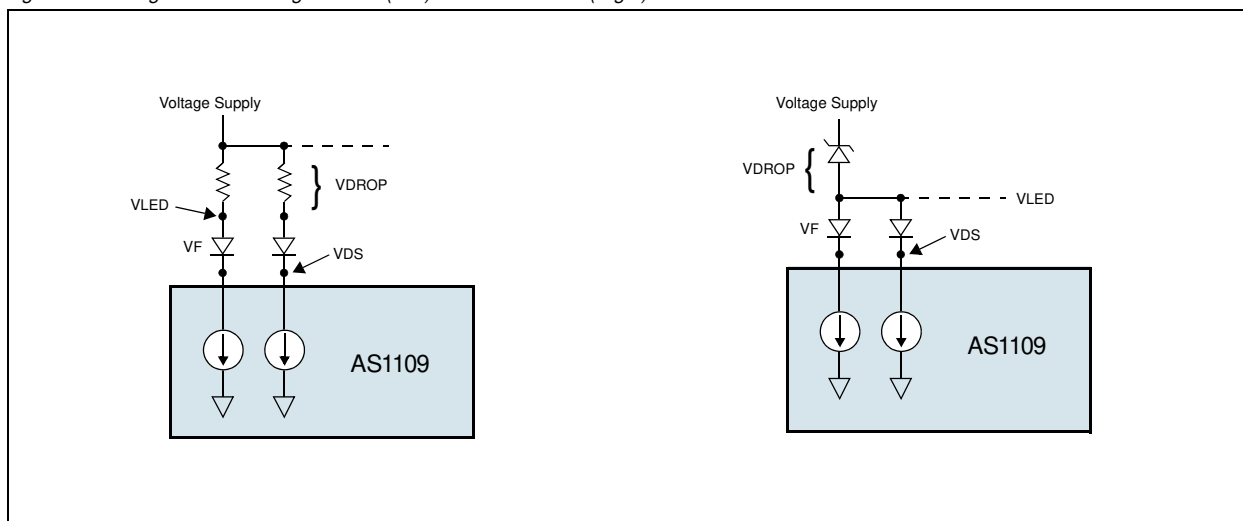 Voltage Supply
VDROP
VLED
VF
VDS
AS1109
Voltage Supply
VDROP
VLED
VF
VDS
AS1109